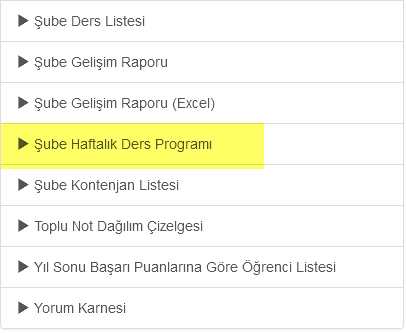 ▶ Şube Ders Listesi
▶ Şube Gelişim Raporu
▶ Şube Gelişim Raporu (Excel)
▶ Şube Haftalık Ders Programı
▶ Şube Kontenjan Listesi
▶ Toplu Not Dağılım Çizelgesi
▶ Yıl Sonu Başarı Puanlarına Göre Öğrenci Listesi
▶ Yorum Karnesi